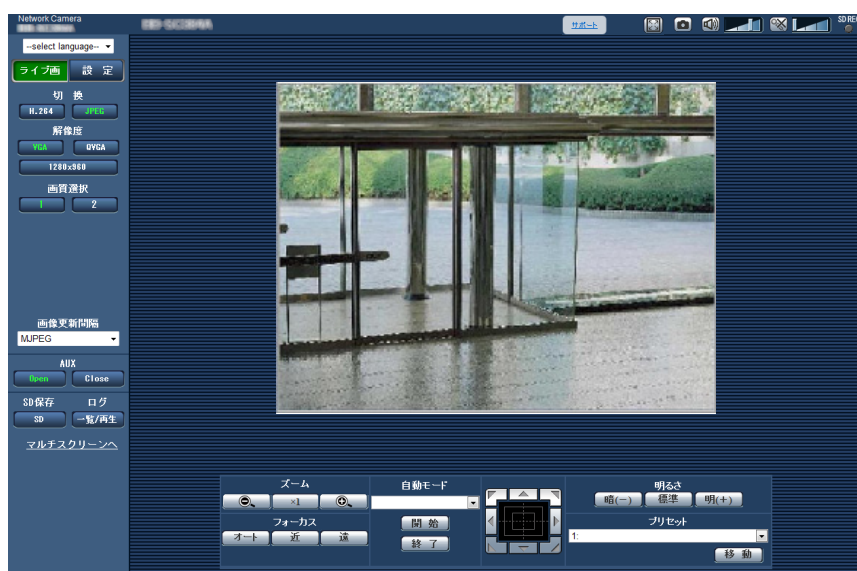 Network Camera
サポート
SD REC
--select language--
ライブ画 設 定
切 換
H.264 JPEG
解像度
VGA QVGA
1280x960
画質選択
1 2
画像更新間隔
MJPEG
AUX
Open Close
SD保存 ログ
SD 一覧/再生
マルチスクリーンへ
ズーム
×1
フォーカス
オート 近 遠
自動モード
開 始
終 了
明るさ
暗(−) 標準 明(+)
プリセット
1:
移 動